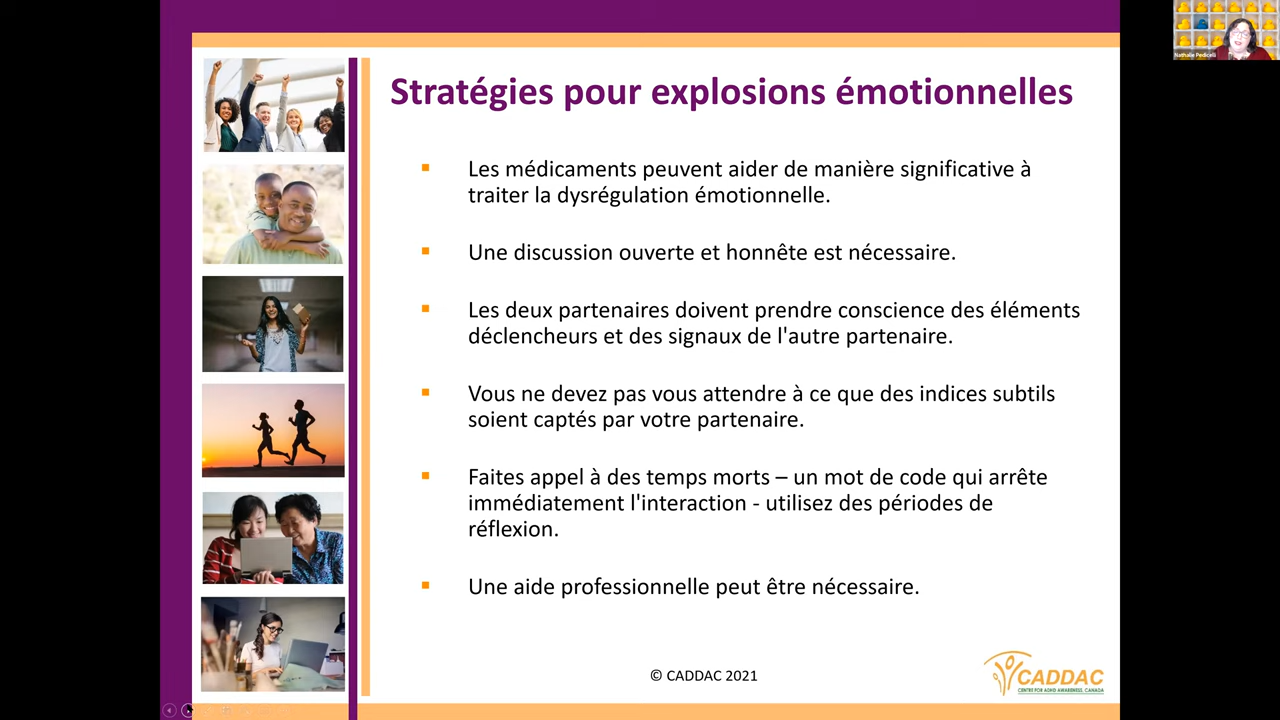 Stratégies pour explosions émotionnelles
Les médicaments peuvent aider de manière significative à
traiter la dysrégulation émotionnelle.
Une discussion ouverte et honnête est nécessaire.
Les deux partenaires doivent prendre conscience des éléments
déclencheurs et des signaux de l'autre partenaire.
Vous ne devez pas vous attendre à ce que des indices subtils
soient captés par votre partenaire.
Faites appel à des temps morts – un mot de code qui arrête
immédiatement l'interaction - utilisez des périodes de
réflexion.
Une aide professionnelle peut être nécessaire.
© CADDAC 2021
CADDAC
CENTRE FOR ADHD AWARENESS, CANADA
Nathalie Pedicelli